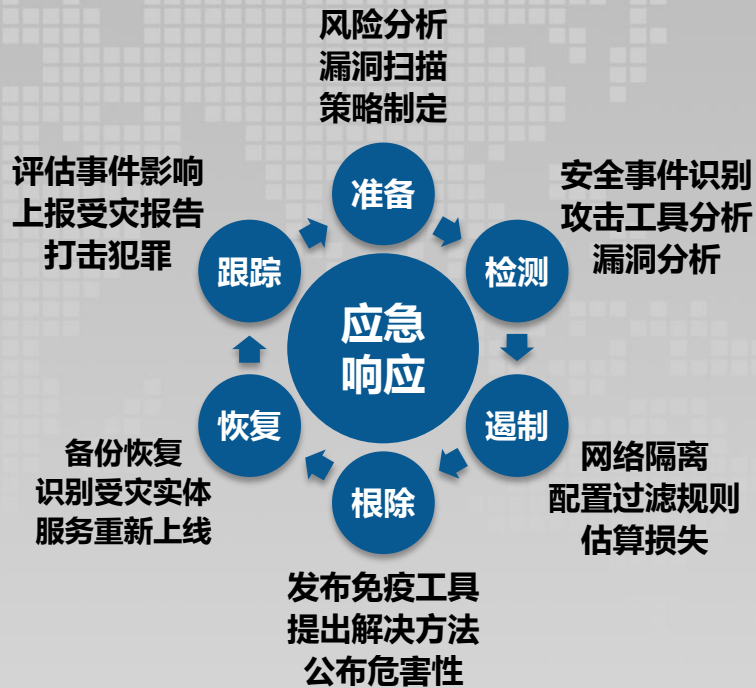 风险分析
漏洞扫描
策略制定
准备
安全事件识别
攻击工具分析
漏洞分析
检测
遏制
网络隔离
配置过滤规则
估算损失
根除
发布免疫工具
提出解决方法
公布危害性
恢复
备份恢复
识别受灾实体
服务重新上线
跟踪
评估事件影响
上报受灾报告
打击犯罪
应急
响应